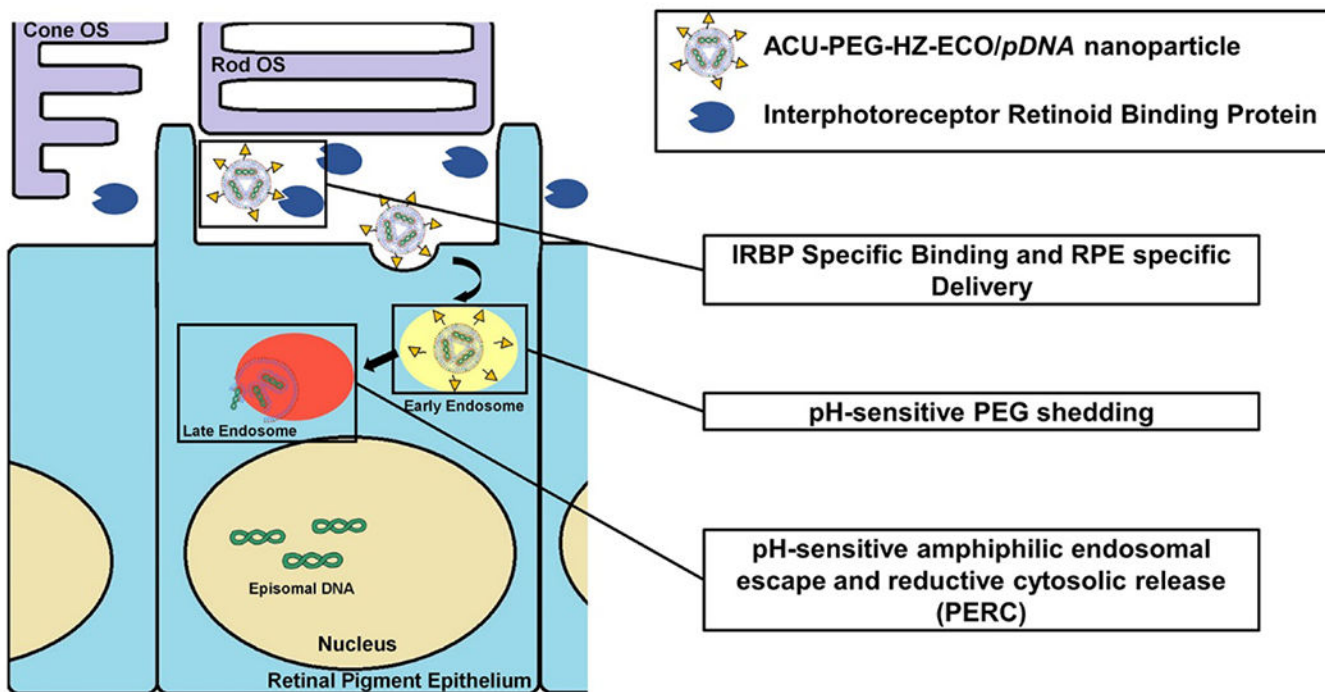 Cone OS
Rod OS
ACU-PEG-HZ-ECO/pDNA nanoparticle
Interphotoreceptor Retinoid Binding Protein
IRBP Specific Binding and RPE specific
Delivery
Early Endosome
pH-sensitive PEG shedding
Late Endosome
pH-sensitive amphiphilic endosomal
escape and reductive cytosolic release
(PERC)
Episomal DNA
Nucleus
Retinal Pigment Epithelium